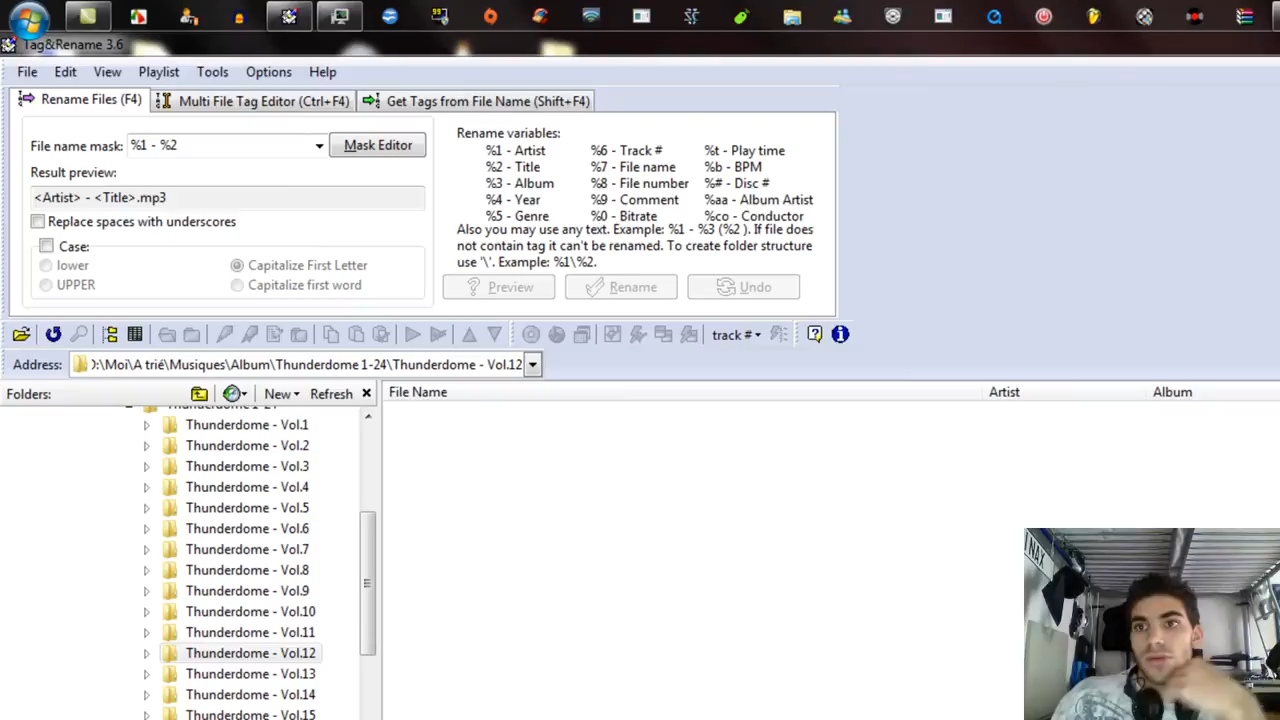 99
Tag&Rename 3.6
File Edit View Playlist Tools Options Help
Rename Files (F4) Multi File Tag Editor (Ctrl+F4) Get Tags from File Name (Shift+F4)
File name mask: %1 - %2 Mask Editor
Result preview:
<Artist> - <Title>.mp3
Replace spaces with underscores
Case:
lower Capitalize First Letter
UPPER Capitalize first word
Rename variables:
%1 - Artist %6 - Track # %t - Play time
%2 - Title %7 - File name %b - BPM
%3 - Album %8 - File number %# - Disc #
%4 - Year %9 - Comment %aa - Album Artist
%5 - Genre %0 - Bitrate %co - Conductor
Also you may use any text. Example: %1 - %3 (%2 ). If file does
not contain tag it can't be renamed. To create folder structure
use '\'. Example: %1\%2.
Preview Rename Undo
track #
Address: D:\Moi\A trié\Musiques\Album\Thunderdome 1-24\Thunderdome - Vol.12
Folders: New Refresh File Name Artist Album
Thunderdome 1-24
Thunderdome - Vol.1
Thunderdome - Vol.2
Thunderdome - Vol.3
Thunderdome - Vol.4
Thunderdome - Vol.5
Thunderdome - Vol.6
Thunderdome - Vol.7
Thunderdome - Vol.8
Thunderdome - Vol.9
Thunderdome - Vol.10
Thunderdome - Vol.11
Thunderdome - Vol.12
Thunderdome - Vol.13
Thunderdome - Vol.14
Thunderdome - Vol.15
NAX